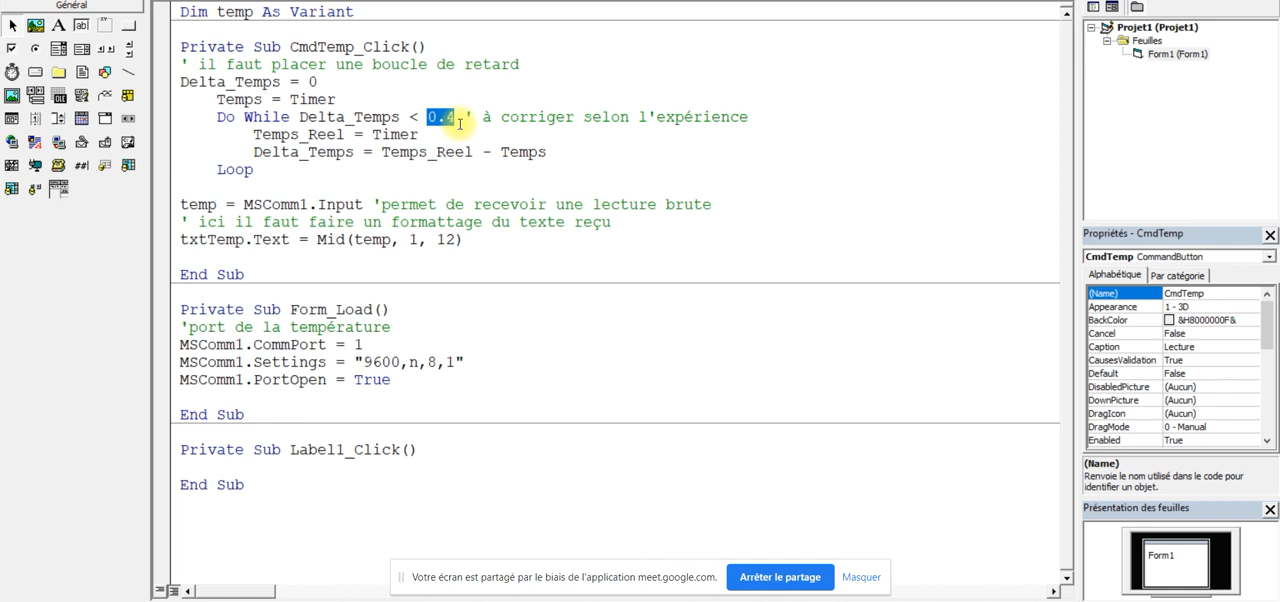 Général
Dim temp As Variant
Private Sub CmdTemp_Click()
' il faut placer une boucle de retard
Delta_Temps = 0
Temps = Timer
Do While Delta_Temps < 0.4 ' à corriger selon l'expérience
Temps_Reel = Timer
Delta_Temps = Temps_Reel - Temps
Loop
temp = MSComm1.Input 'permet de recevoir une lecture brute
' ici il faut faire un formattage du texte reçu
txtTemp.Text = Mid(temp, 1, 12)
End Sub
Private Sub Form_Load()
'port de la température
MSComm1.CommPort = 1
MSComm1.Settings = "9600,n,8,1"
MSComm1.PortOpen = True
End Sub
Private Sub Label1_Click()
End Sub
Votre écran est partagé par le biais de l'application meet.google.com. Arrêter le partage Masquer
Projet1 (Projet1)
Feuilles
Form1 (Form1)
Propriétés - CmdTemp
CmdTemp CommandButton
Alphabétique Par catégorie
(Name) CmdTemp
Appearance 1 - 3D
BackColor &H8000000F&
Cancel False
Caption Lecture
CausesValidation True
Default False
DisabledPicture (Aucun)
DownPicture (Aucun)
DragIcon (Aucun)
DragMode 0 - Manual
Enabled True
(Name)
Renvoie le nom utilisé dans le code pour
identifier un objet.
Présentation des feuilles
Form1